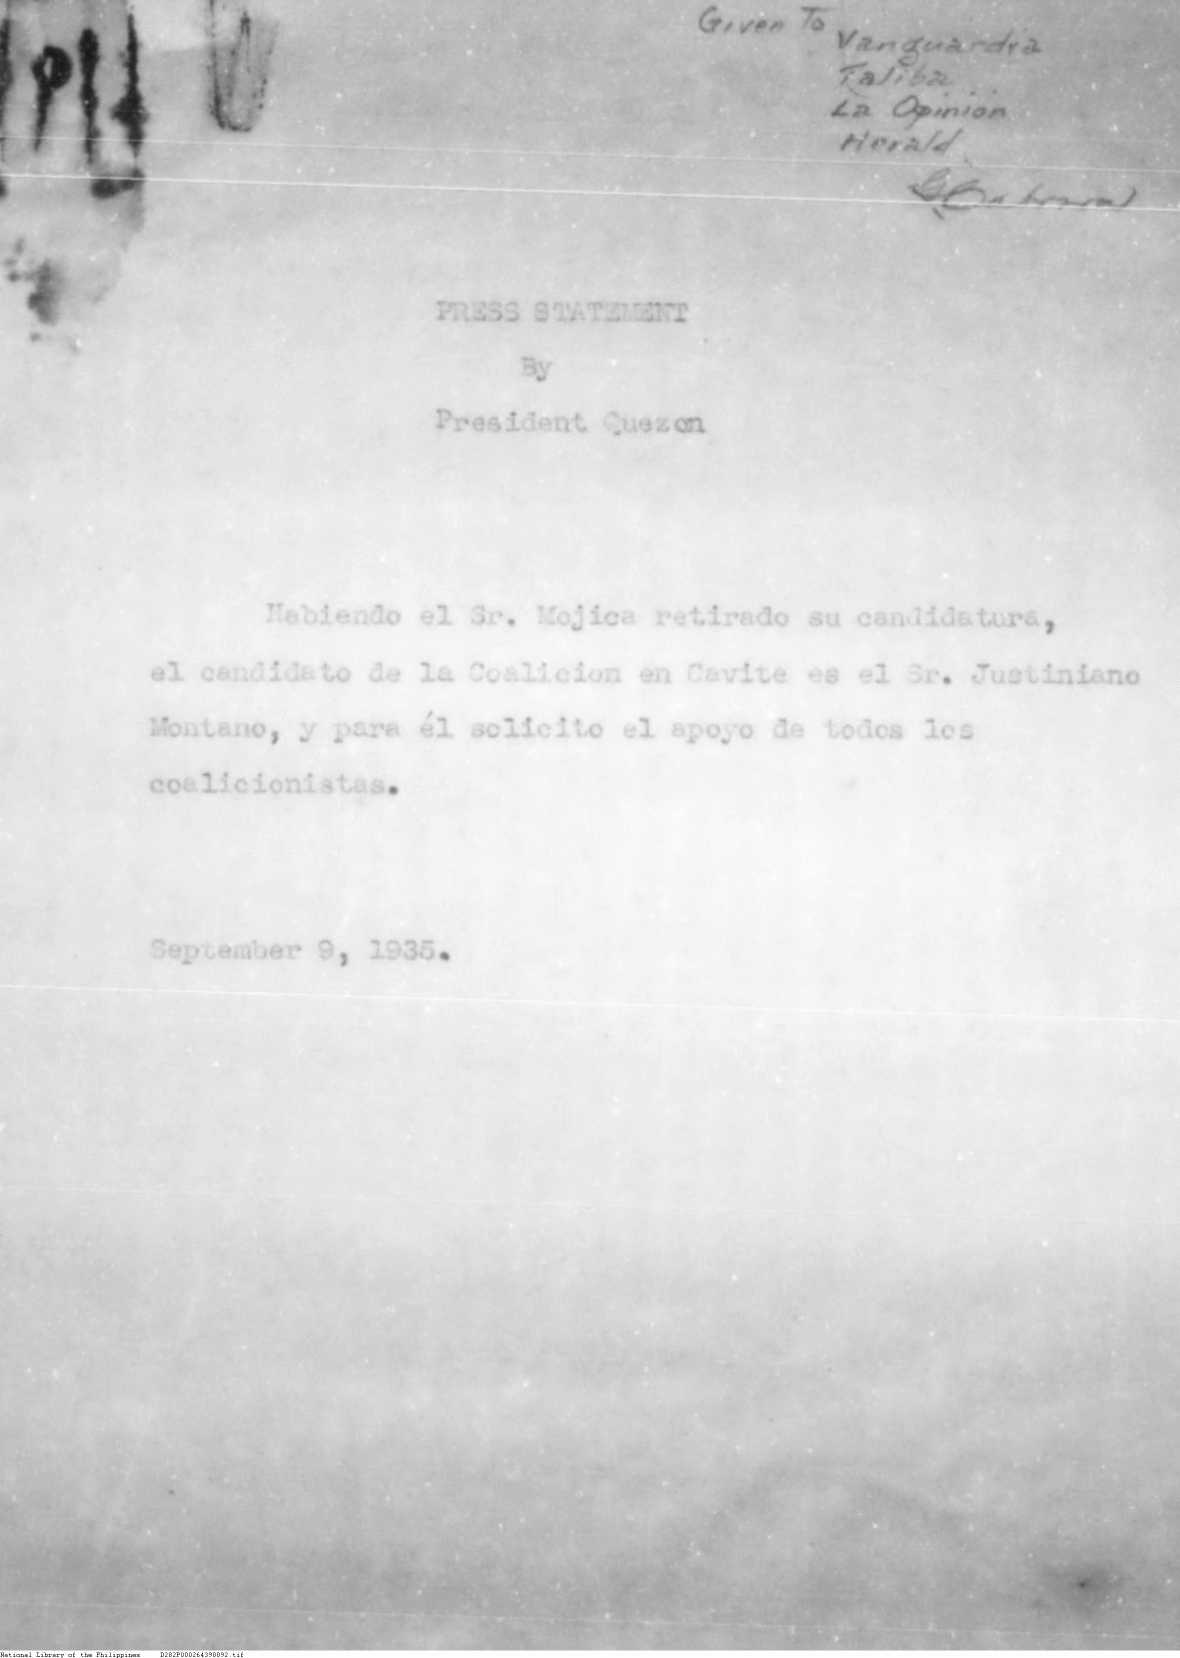 Given To
Vanguardia
Taliba
La Opinion
Herald
PRESS STATEMENT
By
President Quezon
Habiendo el Sr. Mojica retirado su candidatura,
el candidato de la Coalicion en Cavite es el Sr. Justiniano
Montano, y para él solicito el apoyo de todos los
coalicionistas.
September 9, 1935.
National Library of the Philippines D282P000264390892.tif